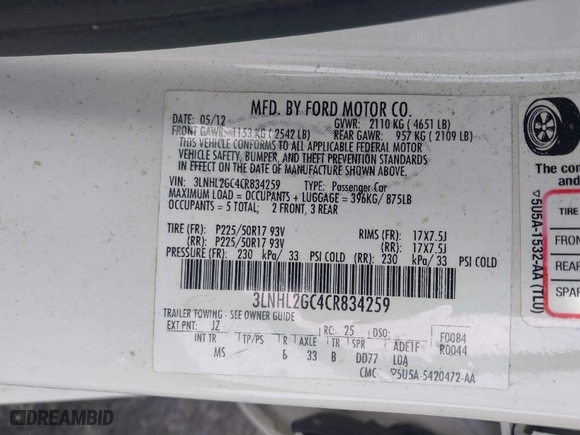 MFD. BY FORD MOTOR CO.
DATE: 05/12 GVWR: 2110 KG ( 4651 LB)
FRONT GAWR: 1153 KG ( 2542 LB) REAR GAWR: 957 KG ( 2109 LB)
THIS VEHICLE CONFORMS TO ALL APPLICABLE FEDERAL MOTOR
VEHICLE SAFETY, BUMPER, AND THEFT PREVENTION STANDARDS
IN EFFECT ON THE DATE OF MANUFACTURE SHOWN ABOVE.
VIN: 3LNHL2GC4CR834259 TYPE: Passenger Car
MAXIMUM LOAD = OCCUPANTS + LUGGAGE = 396KG/ 875LB
OCCUPANTS = 5 TOTAL; 2 FRONT, 3 REAR
TIRE (FR): P225/50R17 93V RIMS (FR): 17X7.5J
(RR): P225/50R17 93V (RR): 17X7.5J
PRESSURE (FR): 230 kPa/ 33 PSI COLD (RR): 230 kPa/ 33 PSI COLD
3LNHL2GC4CR834259
TRAILER TOWING - SEE OWNER GUIDE
EXT PNT: JZ RC: 25 DSO: F0084
INT TR TP/PS R AXLE TR SPR ADEIF R0044
MS 6 33 B DD77 LOA
CMC ▽5U5A-5420472-AA
The con
and
▽5U5A-1532-AA (TLU)
TIRE
FRON
REAR
SPAR
DREAMBID